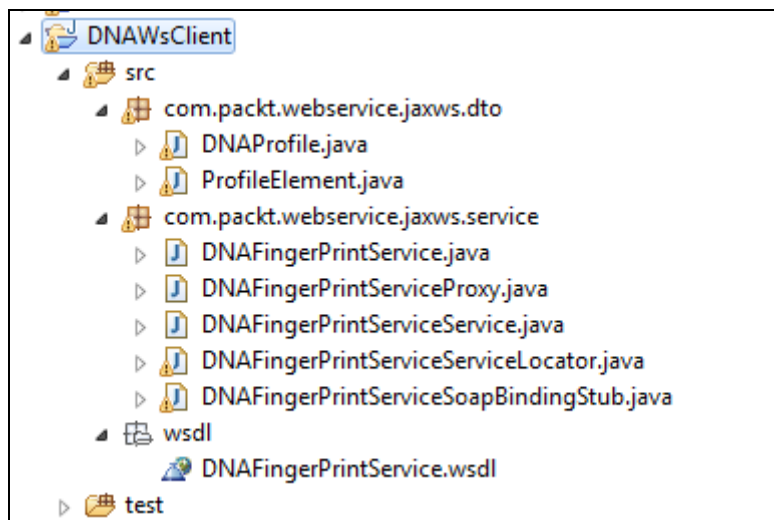 DNAWsClient
src
com.packt.webservice.jaxws.dto
DNAProfile.java
ProfileElement.java
com.packt.webservice.jaxws.service
DNAFingerPrintService.java
DNAFingerPrintServiceProxy.java
DNAFingerPrintServiceService.java
DNAFingerPrintServiceServiceLocator.java
DNAFingerPrintServiceSoapBindingStub.java
wsdl
DNAFingerPrintService.wsdl
test